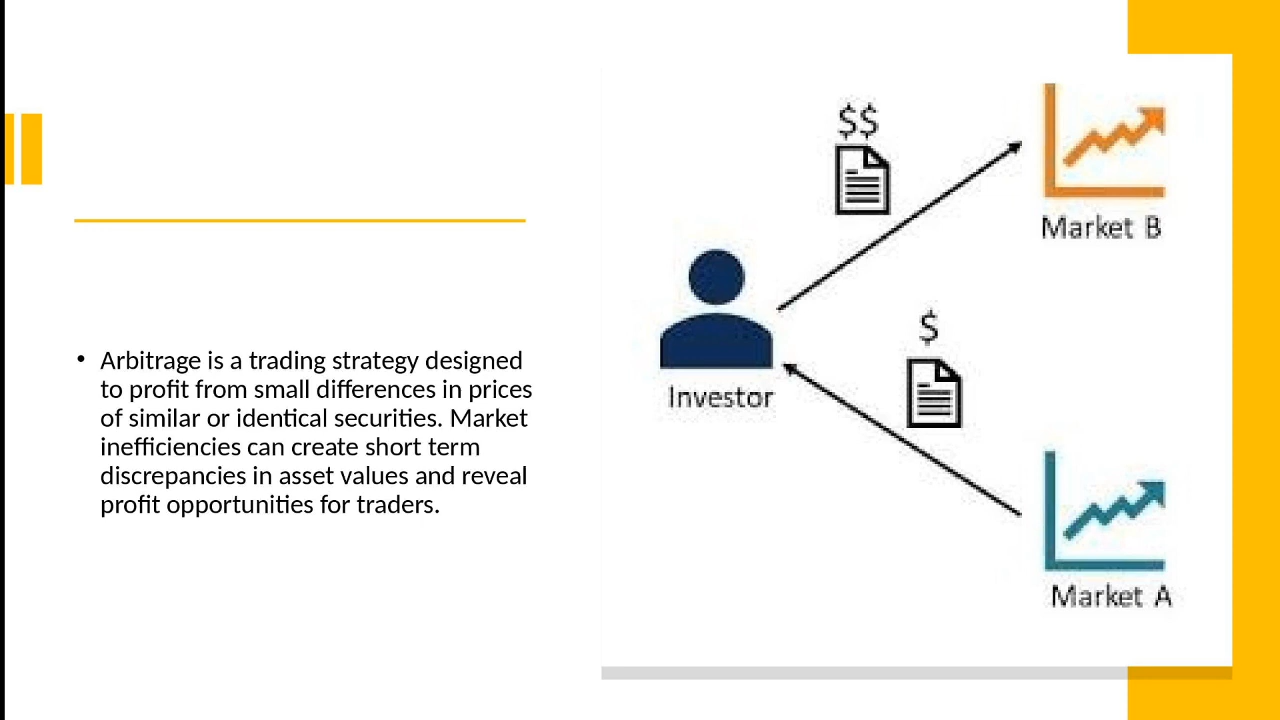 • Arbitrage is a trading strategy designed
to profit from small differences in prices
of similar or identical securities. Market
inefficiencies can create short term
discrepancies in asset values and reveal
profit opportunities for traders.
$$
Market B
Investor
$
Market A